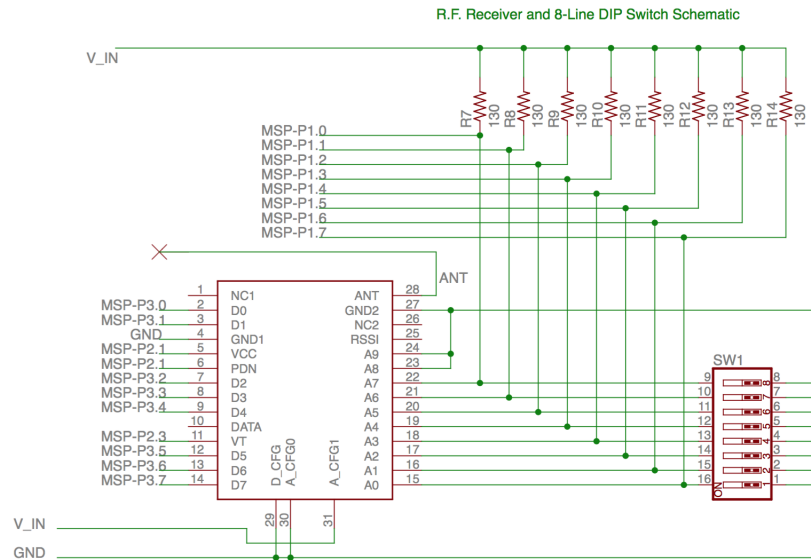 R.F. Receiver and 8-Line DIP Switch Schematic
V_IN
R7 130 R8 130 R9 130 R10 130 R11 130 R12 130 R13 130 R14 130
MSP-P1.0
MSP-P1.1
MSP-P1.2
MSP-P1.3
MSP-P1.4
MSP-P1.5
MSP-P1.6
MSP-P1.7
ANT
1 NC1 ANT 28
MSP-P3.0 2 D0 GND2 27
MSP-P3.1 3 D1 NC2 26
GND 4 GND1 RSSI 25
MSP-P2.1 5 VCC A9 24
MSP-P2.1 6 PDN A8 23
MSP-P3.2 7 D2 A7 22
MSP-P3.3 8 D3 A6 21
MSP-P3.4 9 D4 A5 20
10 DATA A4 19
MSP-P2.3 11 VT A3 18
MSP-P3.5 12 D5 A2 17
MSP-P3.6 13 D6 A1 16
MSP-P3.7 14 D7 A0 15
D_CFG A_CFG0 A_CFG1
29 30 31
SW1
9 8 8
10 7 7
11 6 6
12 5 5
13 4 4
14 3 3
15 2 2
16 1 1
ON
V_IN
GND